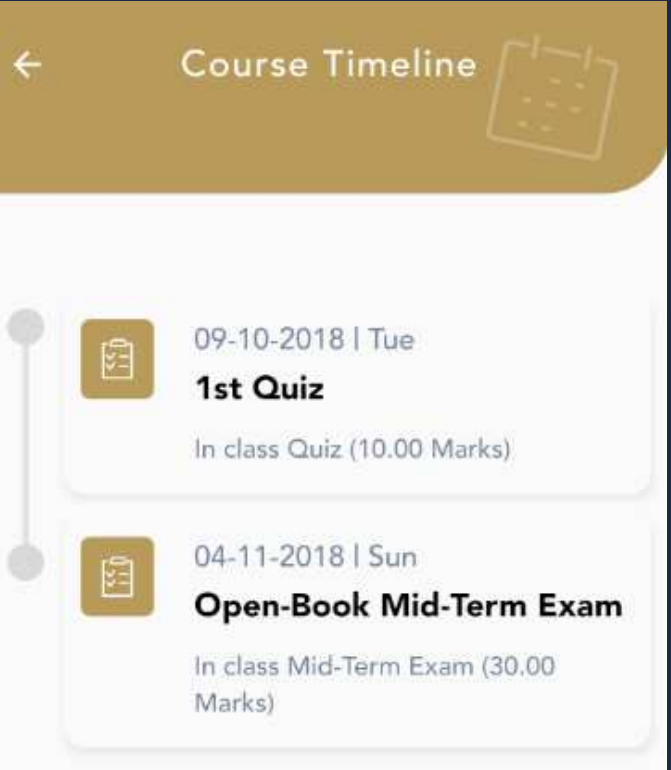 Course Timeline
09-10-2018 | Tue
1st Quiz
In class Quiz (10.00 Marks)
04-11-2018 | Sun
Open-Book Mid-Term Exam
In class Mid-Term Exam (30.00
Marks)